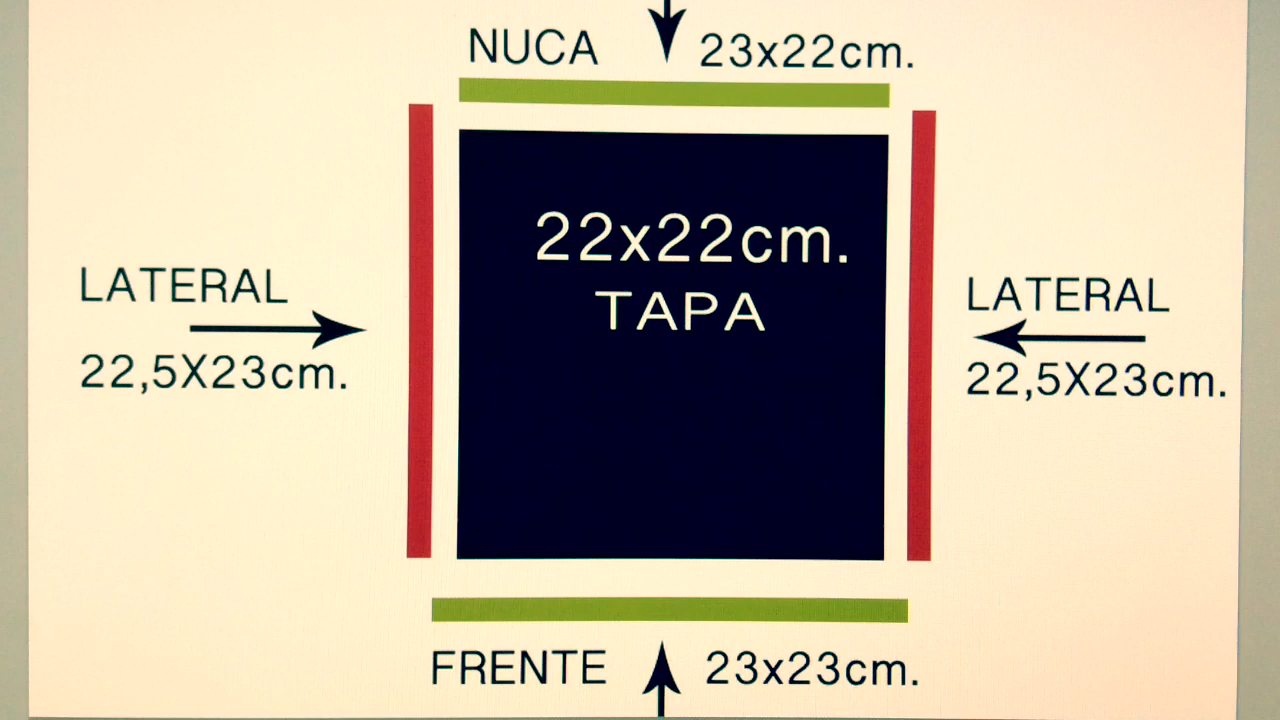 NUCA 23x22cm.
22x22cm.
TAPA
LATERAL
22,5X23cm.
LATERAL
22,5X23cm.
FRENTE 23x23cm.